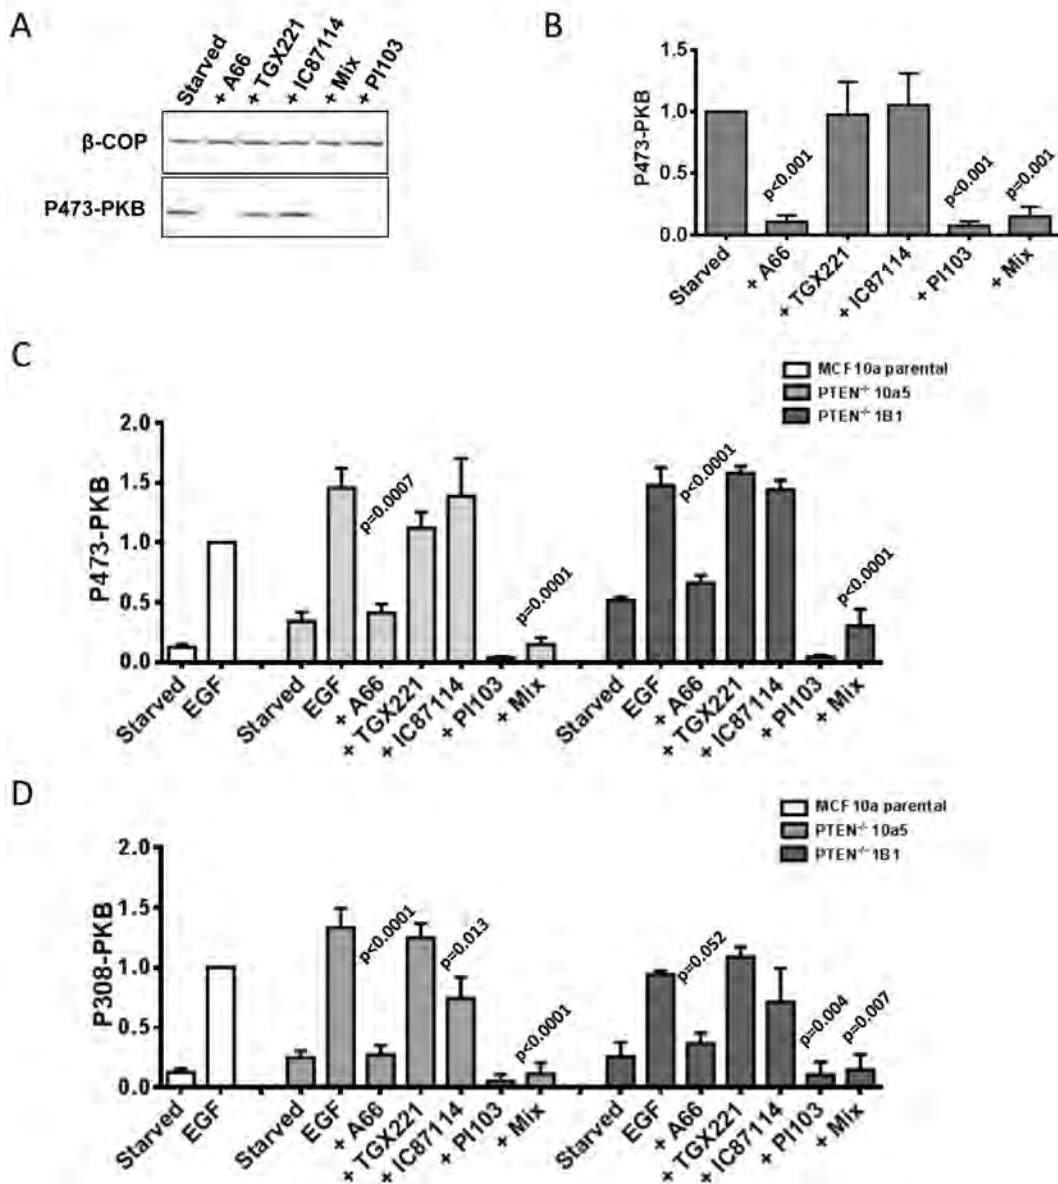 A
Starved
+ A66
+ TGX221
+ IC87114
+ Mix
+ PI103
β-COP
P473-PKB
B
P473-PKB
1.5
1.0
0.5
0.0
p<0.001
p<0.001
p=0.001
Starved
+ A66
+ TGX221
+ IC87114
+ PI103
+ Mix
C
MCF10a parental
PTEN-/- 10a5
PTEN-/- 1B1
P473-PKB
2.0
1.5
1.0
0.5
0.0
p=0.0007
p=0.0001
p<0.0001
p<0.0001
Starved
EGF
Starved
EGF
+ A66
+ TGX221
+ IC87114
+ PI103
+ Mix
Starved
EGF
+ A66
+ TGX221
+ IC87114
+ PI103
+ Mix
D
MCF10a parental
PTEN-/- 10a5
PTEN-/- 1B1
P308-PKB
2.0
1.5
1.0
0.5
0.0
p<0.0001
p=0.013
p<0.0001
p=0.052
p=0.004
p=0.007
Starved
EGF
Starved
EGF
+ A66
+ TGX221
+ IC87114
+ PI103
+ Mix
Starved
EGF
+ A66
+ TGX221
+ IC87114
+ PI103
+ Mix